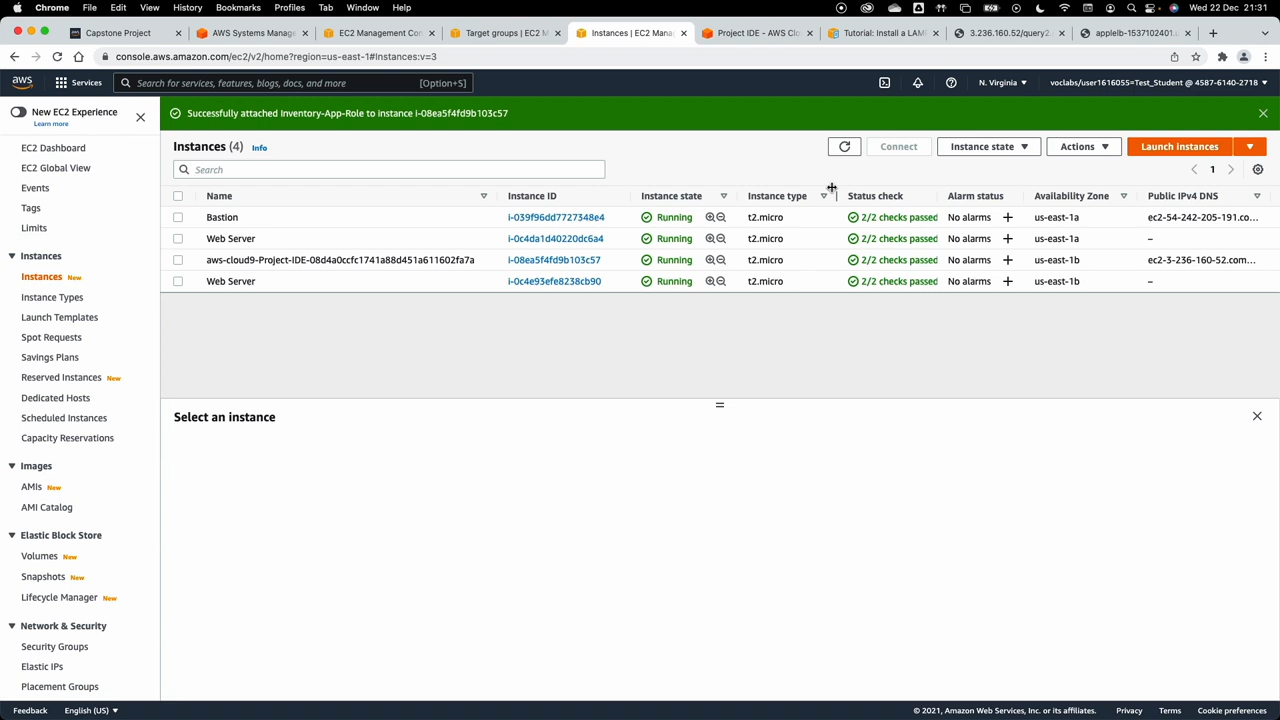 Chrome File Edit View History Bookmarks Profiles Tab Window Help Wed 22 Dec 21:31
Capstone Project AWS Systems Manage EC2 Management Con Target groups | EC2 M Instances | EC2 Mana Project IDE - AWS Clo Tutorial: Install a LAM 3.236.160.52/query2. applelb-1537102401.c
console.aws.amazon.com/ec2/v2/home?region=us-east-1#Instances:v=3
aws Services Search for services, features, blogs, docs, and more [Option+S] N. Virginia voclabs/user1616055=Test_Student @ 4587-6140-2718
New EC2 Experience
Learn more
Successfully attached Inventory-App-Role to instance i-08ea5f4fd9b103c57
Instances (4) Info Connect Instance state Actions Launch instances
Search 1
Name Instance ID Instance state Instance type Status check Alarm status Availability Zone Public IPv4 DNS
Bastion i-039f96dd7727348e4 Running t2.micro 2/2 checks passed No alarms + us-east-1a ec2-54-242-205-191.co...
Web Server i-0c4da1d40220dc6a4 Running t2.micro 2/2 checks passed No alarms + us-east-1a –
aws-cloud9-Project-IDE-08d4a0ccfc1741a88d451a611602fa7a i-08ea5f4fd9b103c57 Running t2.micro 2/2 checks passed No alarms + us-east-1b ec2-3-236-160-52.com...
Web Server i-0c4e93efe8238cb90 Running t2.micro 2/2 checks passed No alarms + us-east-1b –
Select an instance
EC2 Dashboard
EC2 Global View
Events
Tags
Limits
Instances
Instances New
Instance Types
Launch Templates
Spot Requests
Savings Plans
Reserved Instances New
Dedicated Hosts
Scheduled Instances
Capacity Reservations
Images
AMIs New
AMI Catalog
Elastic Block Store
Volumes New
Snapshots New
Lifecycle Manager New
Network & Security
Security Groups
Elastic IPs
Placement Groups
Feedback English (US) © 2021, Amazon Web Services, Inc. or its affiliates. Privacy Terms Cookie preferences